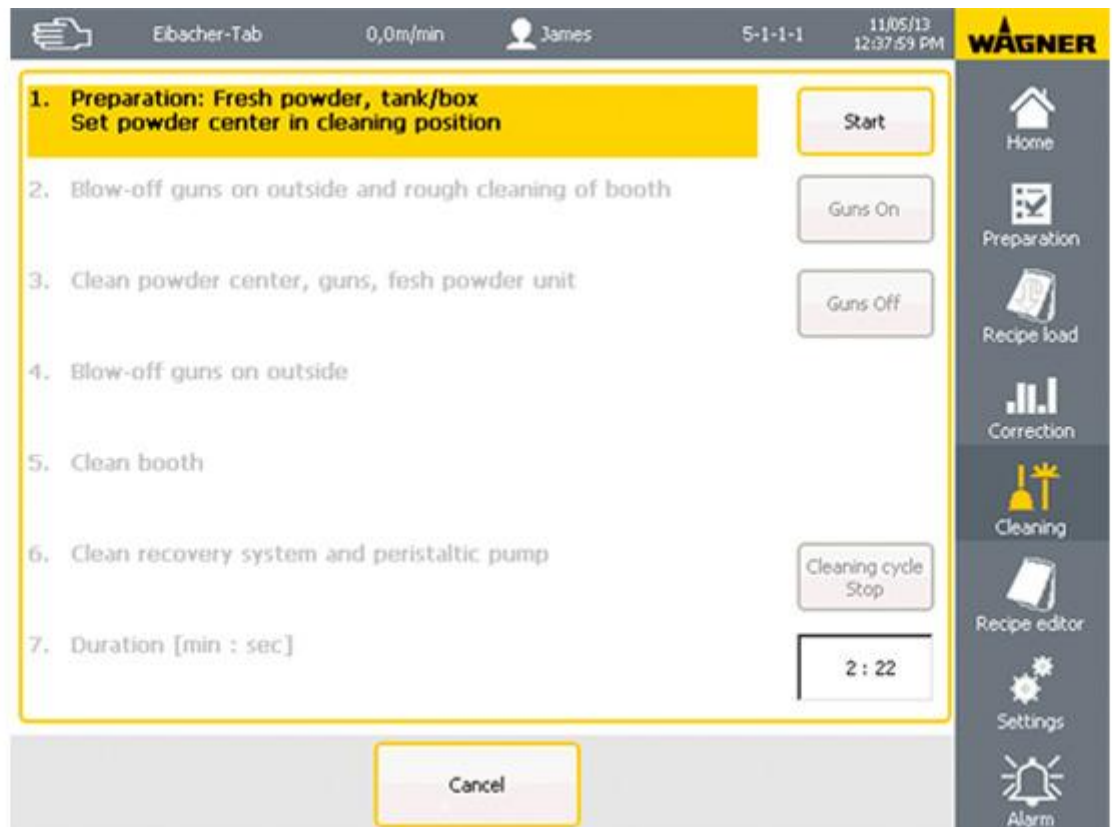 Eibacher-Tab 0,0m/min James 5-1-1-1 11/05/13
12:37:59 PM
WAGNER
1. Preparation: Fresh powder, tank/box
Set powder center in cleaning position
Start
2. Blow-off guns on outside and rough cleaning of booth
Guns On
3. Clean powder center, guns, fesh powder unit
Guns Off
4. Blow-off guns on outside
5. Clean booth
6. Clean recovery system and peristaltic pump
Cleaning cycle
Stop
7. Duration [min : sec]
2 : 22
Cancel
Home
Preparation
Recipe load
Correction
Cleaning
Recipe editor
Settings
Alarm